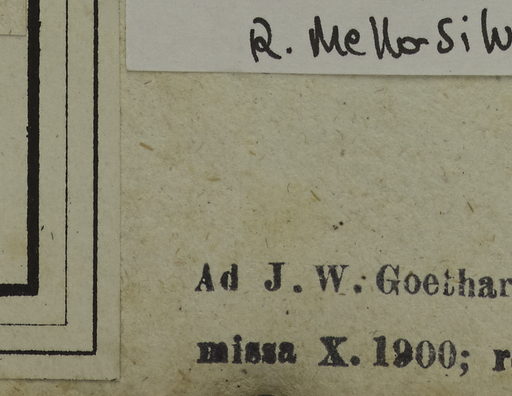 R. Mello-Silv
Ad J. W. Goethar
missa X. 1900; r